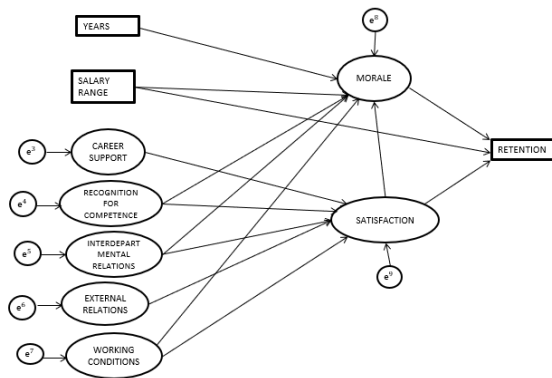 e⁸
YEARS
MORALE
SALARY
RANGE
e³
CAREER
SUPPORT
RETENTION
e⁴
RECOGNITION
FOR
COMPETENCE
SATISFACTION
e⁵
INTERDEPART
MENTAL
RELATIONS
e⁹
e⁶
EXTERNAL
RELATIONS
e⁷
WORKING
CONDITIONS